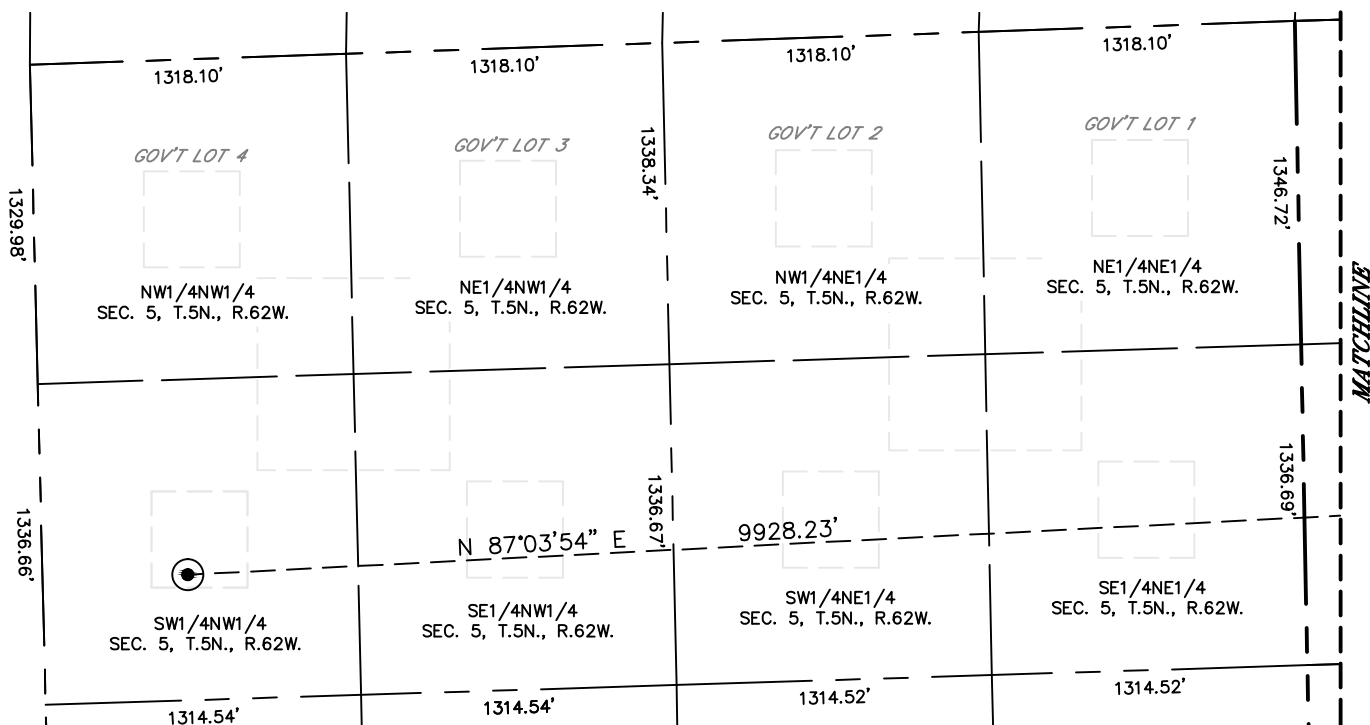 1318.10'
1318.10'
1318.10'
1318.10'
GOV'T LOT 4
GOV'T LOT 3
GOV'T LOT 2
GOV'T LOT 1
1329.98'
1338.34'
1346.72'
MATCHLINE
NW1/4NW1/4
SEC. 5, T.5N., R.62W.
NE1/4NW1/4
SEC. 5, T.5N., R.62W.
NW1/4NE1/4
SEC. 5, T.5N., R.62W.
NE1/4NE1/4
SEC. 5, T.5N., R.62W.
1336.66'
1336.67'
1336.69'
N 87°03'54" E
9928.23'
SW1/4NW1/4
SEC. 5, T.5N., R.62W.
SE1/4NW1/4
SEC. 5, T.5N., R.62W.
SW1/4NE1/4
SEC. 5, T.5N., R.62W.
SE1/4NE1/4
SEC. 5, T.5N., R.62W.
1314.54'
1314.54'
1314.52'
1314.52'